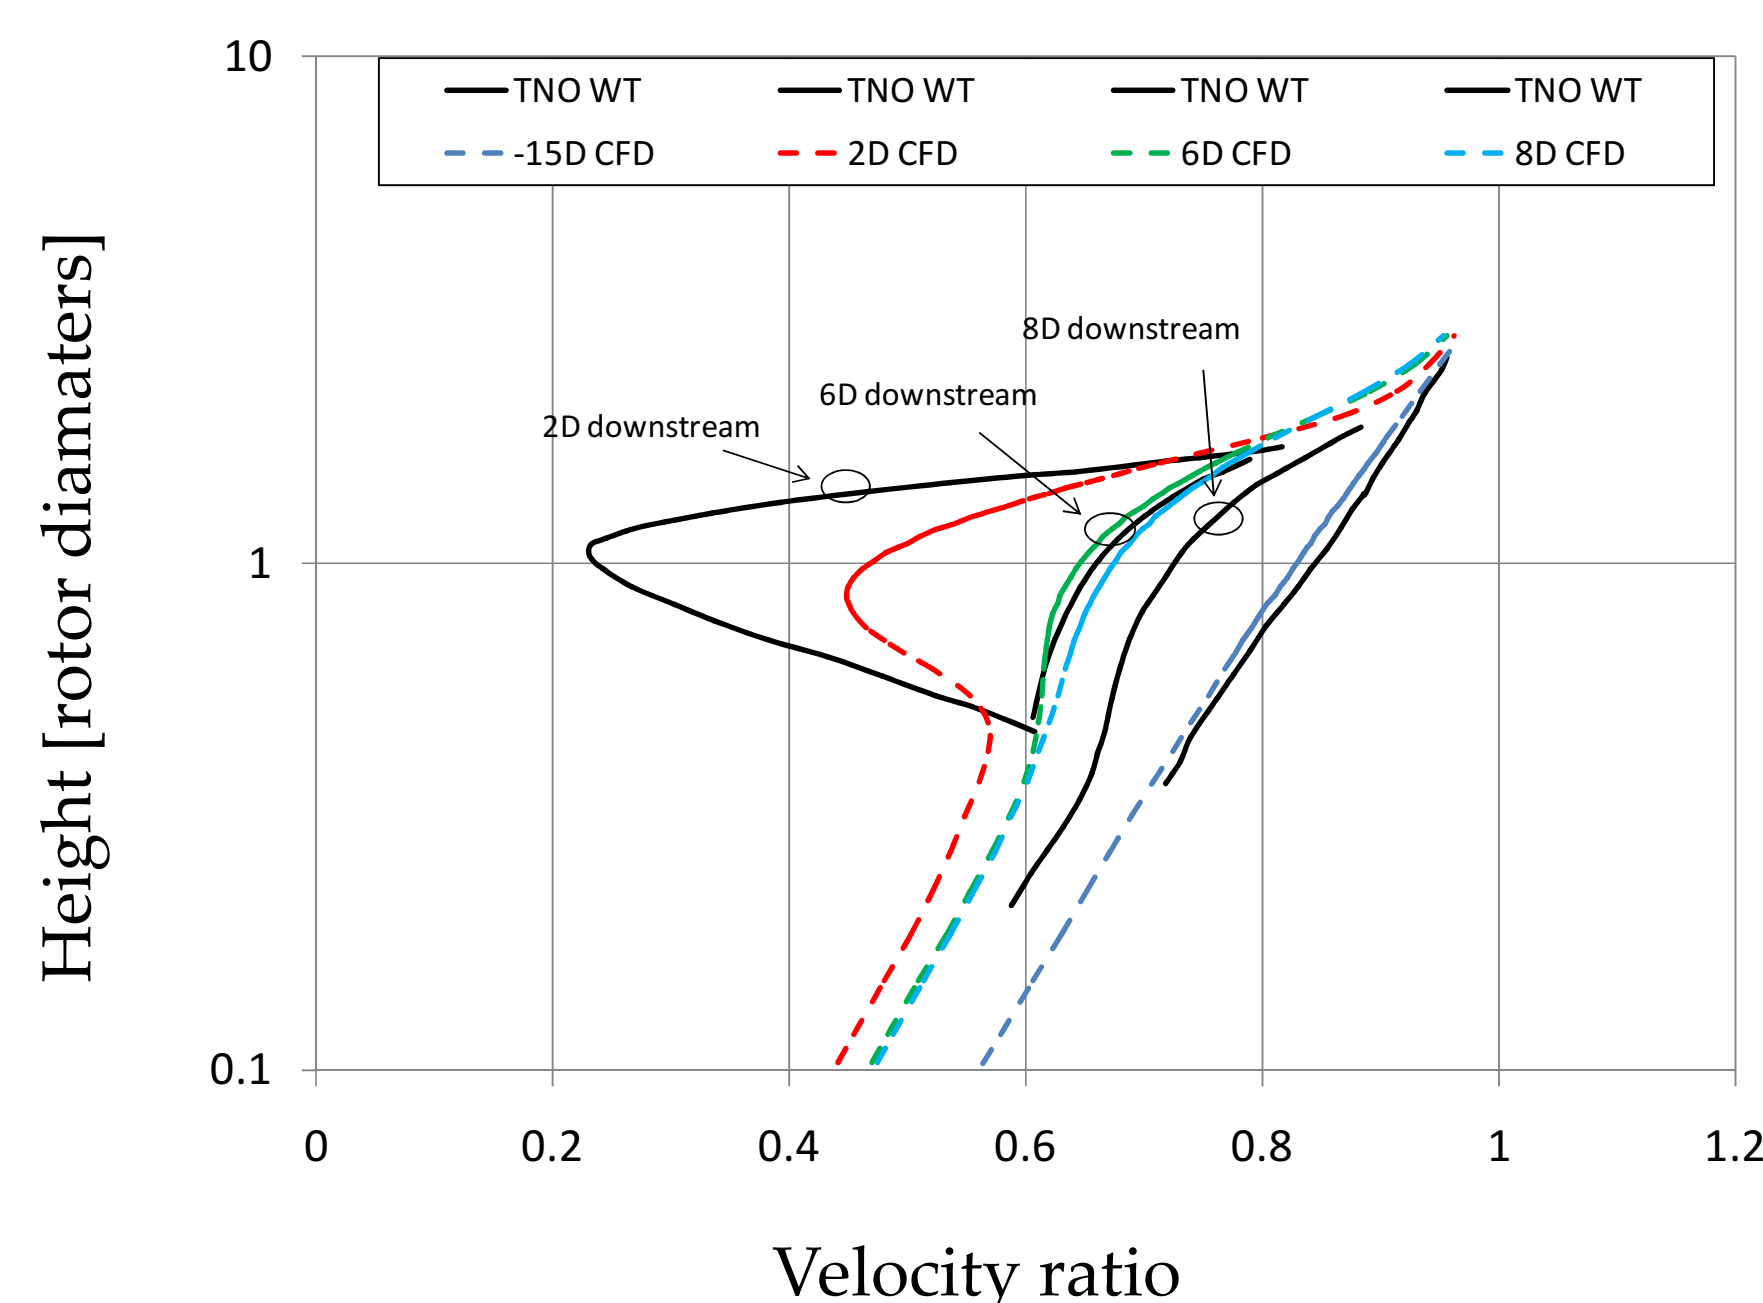 10
TNO WT TNO WT TNO WT TNO WT
-15D CFD 2D CFD 6D CFD 8D CFD
Height [rotor diamaters]
8D downstream
6D downstream
2D downstream
1
0.1
0 0.2 0.4 0.6 0.8 1 1.2
Velocity ratio